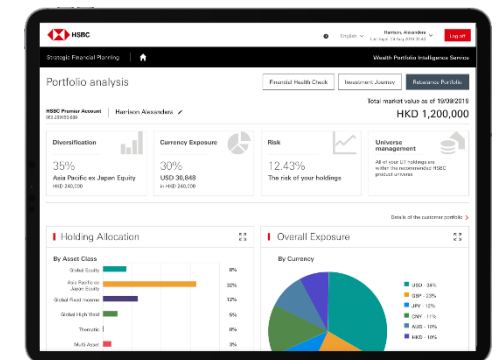 HSBC
English
Harrison, Alexandera
Log off
Strategic Financial Planning
Wealth Portfolio Intelligence Service
Portfolio analysis
Financial Health Check
Investment Journey
Rebalance Portfolio
Total market value as of 19/09/2019
HKD 1,200,000
HSBC Premier Account
Harrison Alexandera
Diversification
35%
Asia Pacific ex Japan Equity
HKD 240,000
Currency Exposure
30%
USD 30,848
in HKD 240,000
Risk
12.43%
The risk of your holdings
Universe
management
All of your UT holdings are
within the recommended HSBC
product universe
Details of the customer portfolio
Holding Allocation
By Asset Class
Global Equity
8%
Asia Pacific ex
Japan Equity
Global Fixed Income
12%
Global High Yield
5%
Thematic
Multi Asset
3%
Overall Exposure
By Currency
USD - 34%
GBP - 23%
JPY - 12%
CNY - 11%
AUD - 10%
HKD - 10%